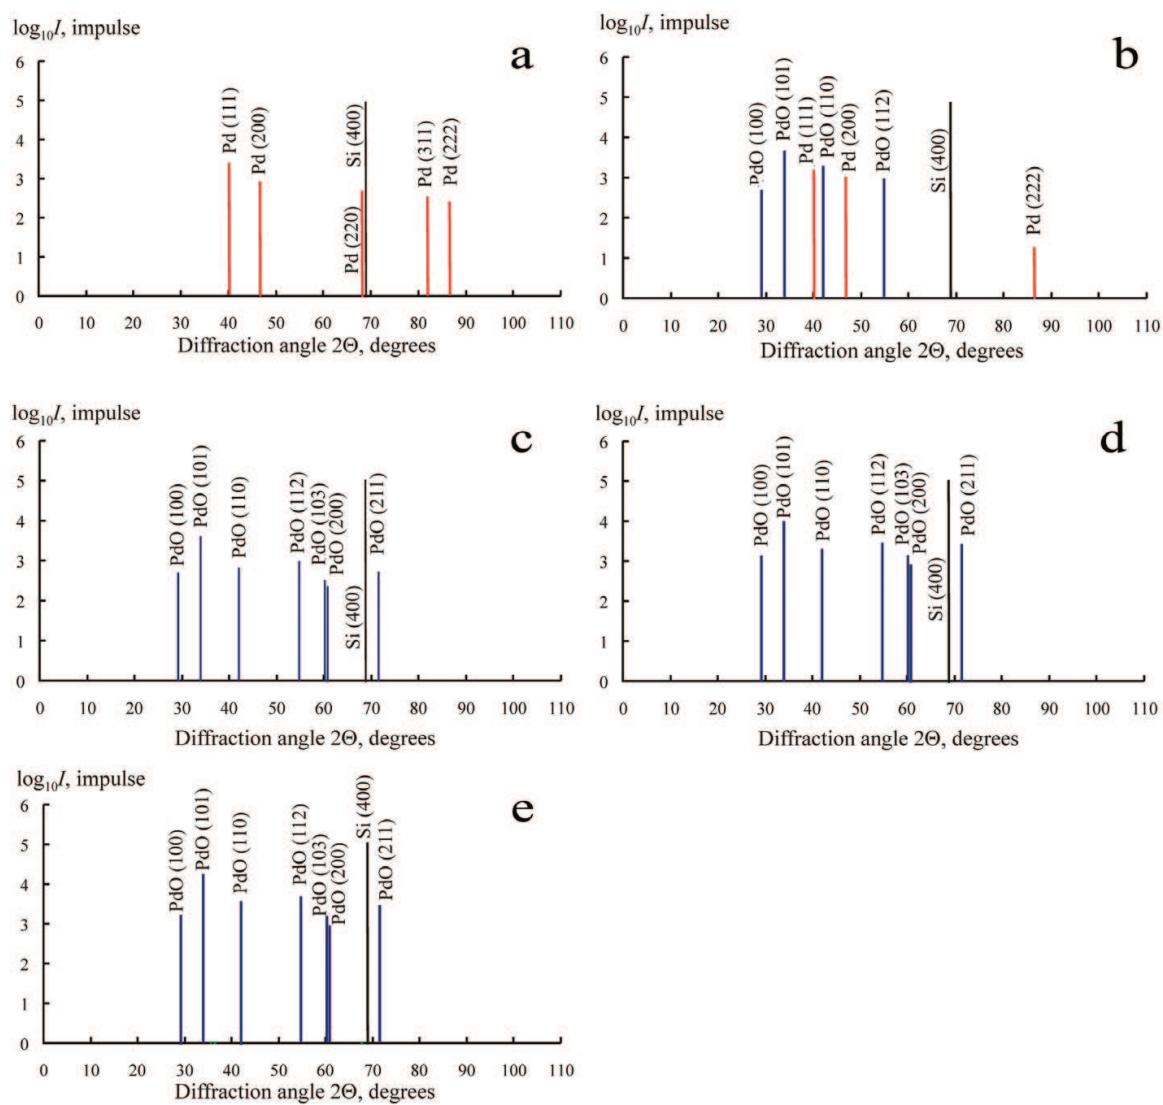 log₁₀I, impulse
a
6
5
4
3
2
1
0
Pd (111)
Pd (200)
Pd (220)
Si (400)
Pd (311)
Pd (222)
0 10 20 30 40 50 60 70 80 90 100 110
Diffraction angle 2Θ, degrees
log₁₀I, impulse
b
6
5
4
3
2
1
0
PdO (100)
PdO (101)
Pd (111)
PdO (110)
Pd (200)
PdO (112)
Si (400)
Pd (222)
0 10 20 30 40 50 60 70 80 90 100 110
Diffraction angle 2Θ, degrees
log₁₀I, impulse
c
6
5
4
3
2
1
0
PdO (100)
PdO (101)
PdO (110)
PdO (112)
PdO (103)
PdO (200)
Si (400)
PdO (211)
0 10 20 30 40 50 60 70 80 90 100 110
Diffraction angle 2Θ, degrees
log₁₀I, impulse
d
6
5
4
3
2
1
0
PdO (100)
PdO (101)
PdO (110)
PdO (112)
PdO (103)
PdO (200)
Si (400)
PdO (211)
0 10 20 30 40 50 60 70 80 90 100 110
Diffraction angle 2Θ, degrees
log₁₀I, impulse
e
6
5
4
3
2
1
0
PdO (100)
PdO (101)
PdO (110)
PdO (112)
PdO (103)
PdO (200)
Si (400)
PdO (211)
0 10 20 30 40 50 60 70 80 90 100 110
Diffraction angle 2Θ, degrees